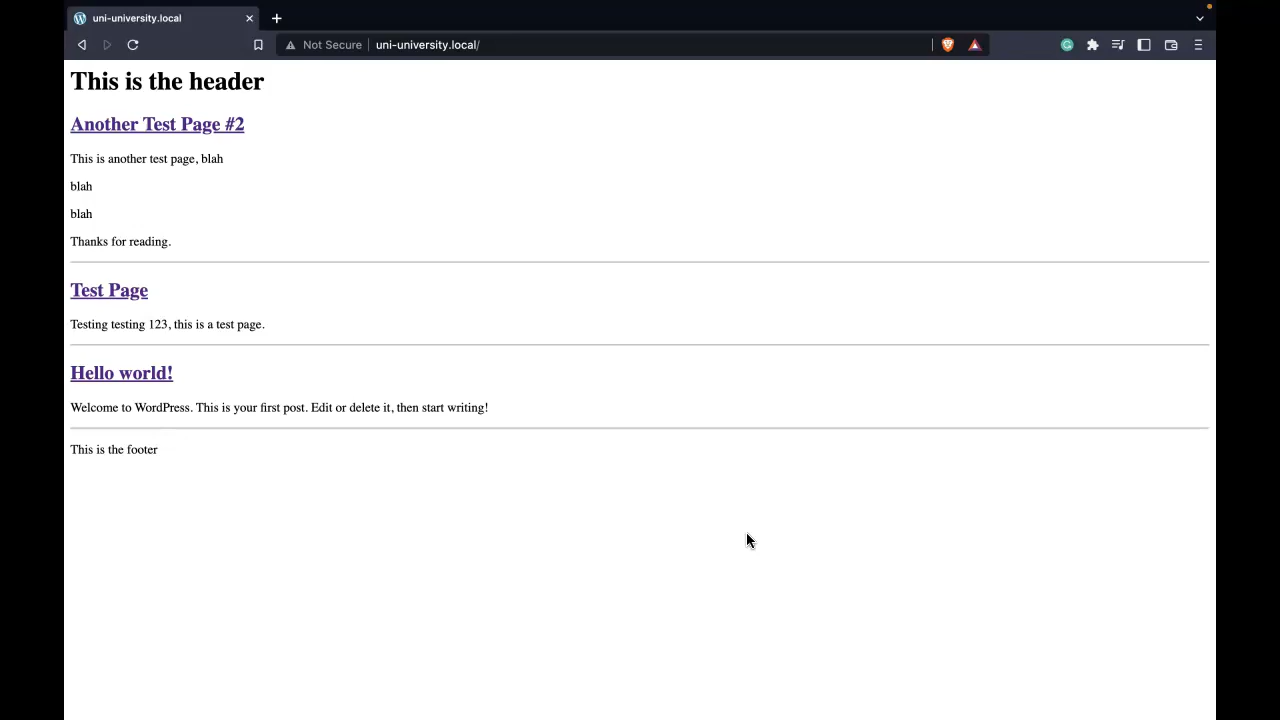 uni-university.local
Not Secure
uni-university.local/
This is the header
Another Test Page #2
This is another test page, blah
blah
blah
Thanks for reading.
Test Page
Testing testing 123, this is a test page.
Hello world!
Welcome to WordPress. This is your first post. Edit or delete it, then start writing!
This is the footer